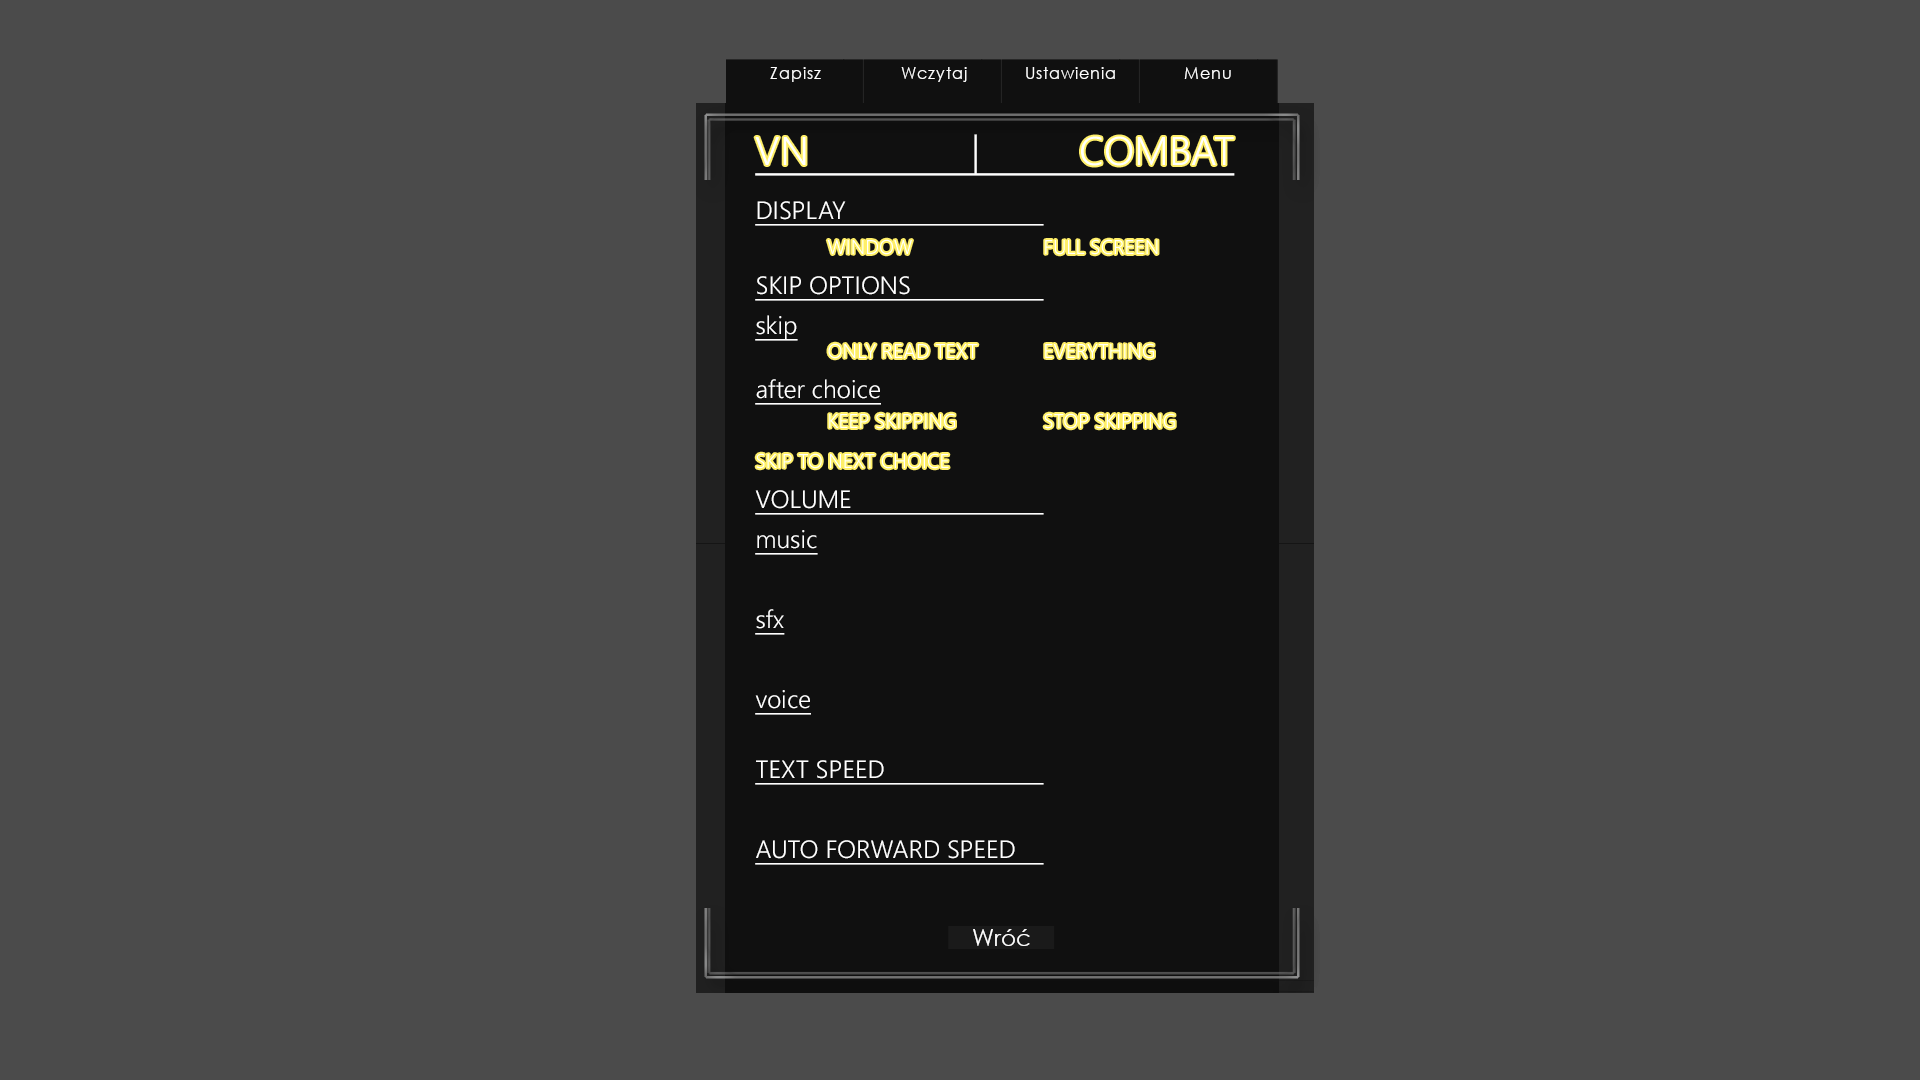 Zapisz Wczytaj Ustawienia Menu
VN COMBAT
DISPLAY
WINDOW FULL SCREEN
SKIP OPTIONS
skip
ONLY READ TEXT EVERYTHING
after choice
KEEP SKIPPING STOP SKIPPING
SKIP TO NEXT CHOICE
VOLUME
music
sfx
voice
TEXT SPEED
AUTO FORWARD SPEED
Wróć